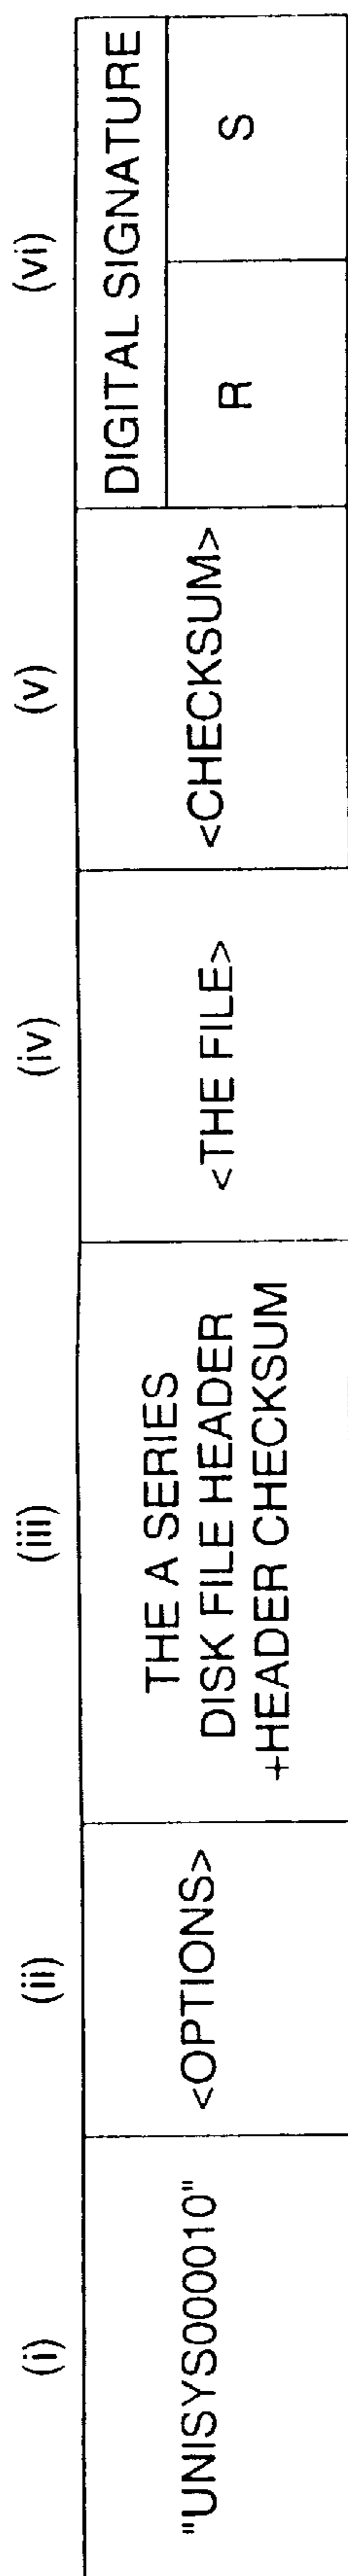 (i)
(ii)
(iii)
(iv)
(v)
(vi)
"UNISYS000010"
<OPTIONS>
THE A SERIES
DISK FILE HEADER
+HEADER CHECKSUM
<THE FILE>
<CHECKSUM>
DIGITAL SIGNATURE
R
S